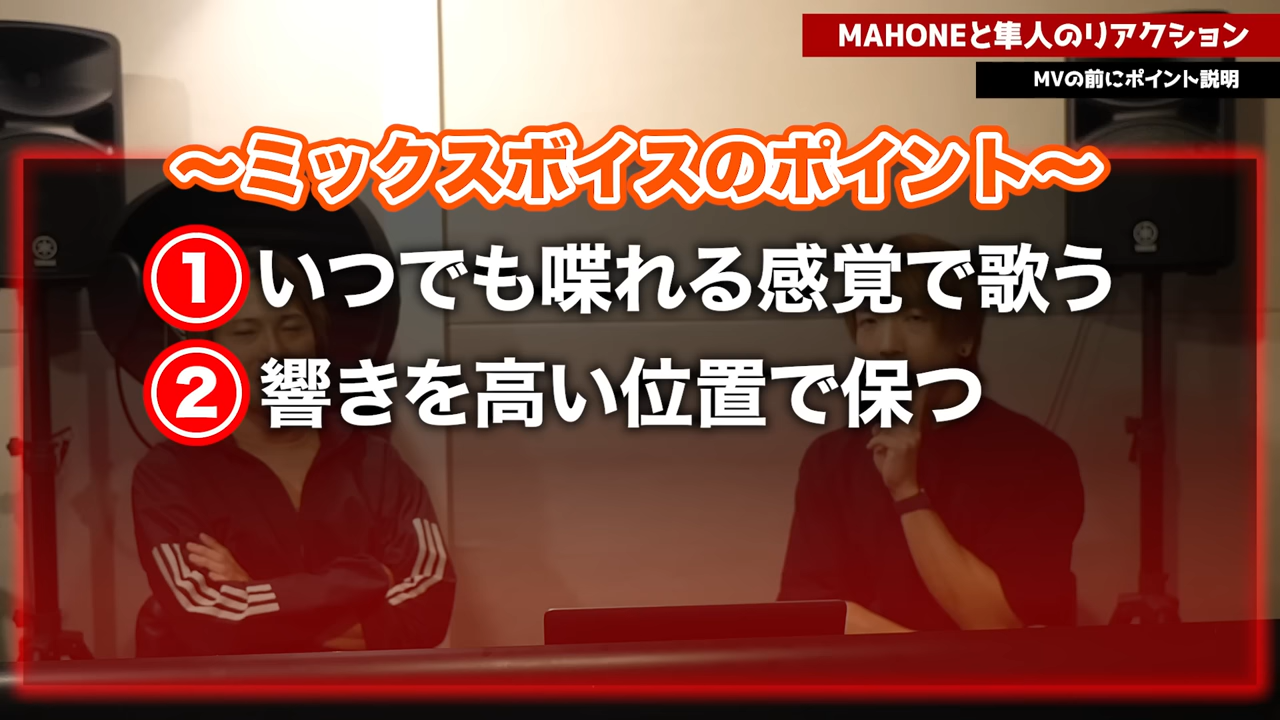 MAHONEと隼人のリアクション
MVの前にポイント説明
～ミックスボイスのポイント～
①いつでも喋れる感覚で歌う
②響きを高い位置で保つ